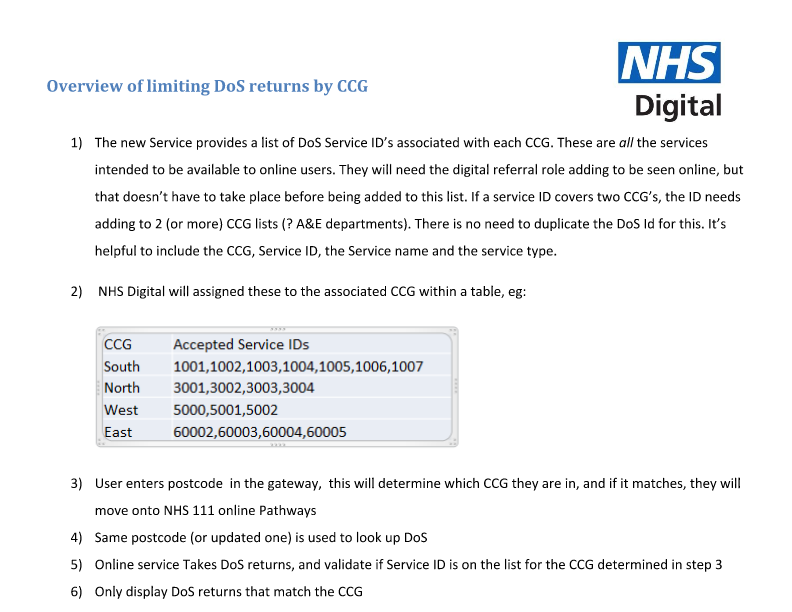 NHS
Digital
Overview of limiting DoS returns by CCG
1) The new Service provides a list of DoS Service ID’s associated with each CCG. These are all the services
intended to be available to online users. They will need the digital referral role adding to be seen online, but
that doesn’t have to take place before being added to this list. If a service ID covers two CCG’s, the ID needs
adding to 2 (or more) CCG lists (? A&E departments). There is no need to duplicate the DoS Id for this. It’s
helpful to include the CCG, Service ID, the Service name and the service type.
2) NHS Digital will assigned these to the associated CCG within a table, eg:
CCG Accepted Service IDs
South 1001,1002,1003,1004,1005,1006,1007
North 3001,3002,3003,3004
West 5000,5001,5002
East 60002,60003,60004,60005
3) User enters postcode in the gateway, this will determine which CCG they are in, and if it matches, they will
move onto NHS 111 online Pathways
4) Same postcode (or updated one) is used to look up DoS
5) Online service Takes DoS returns, and validate if Service ID is on the list for the CCG determined in step 3
6) Only display DoS returns that match the CCG